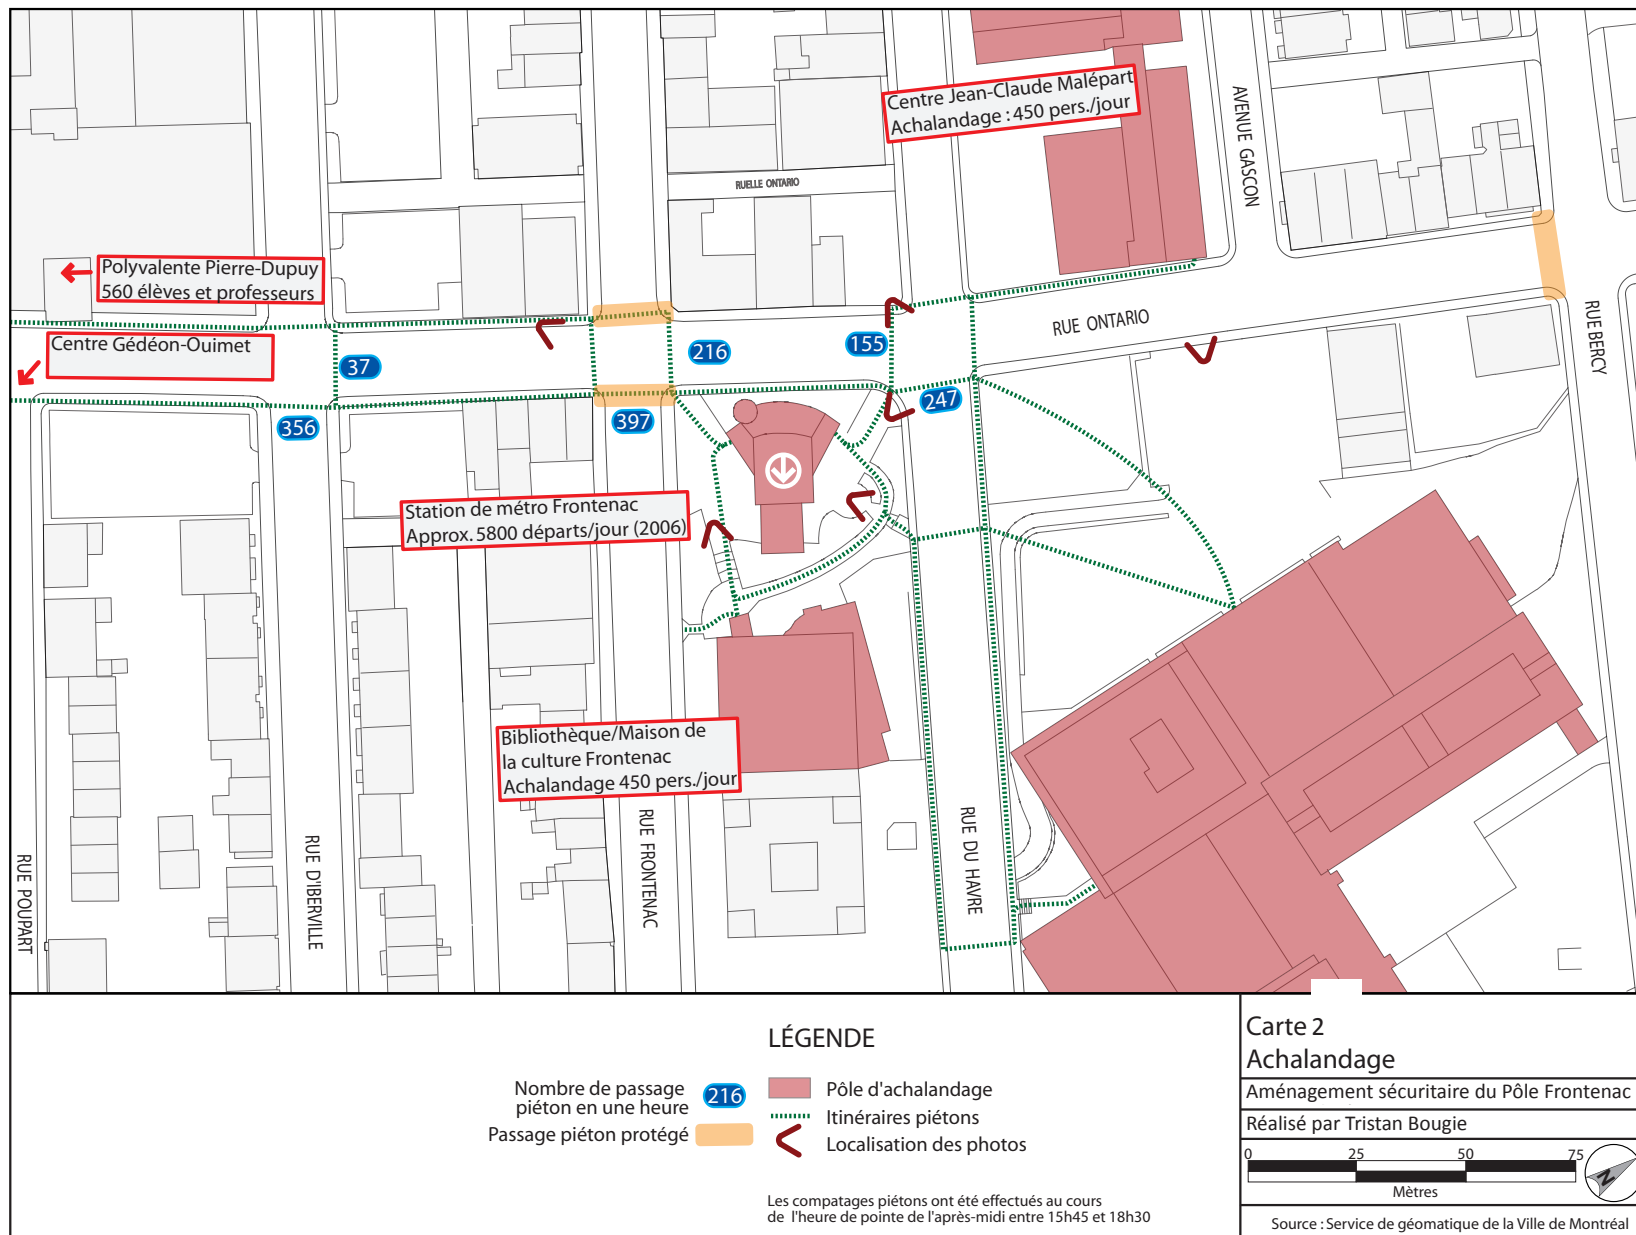 Centre Jean-Claude Malépart
Achalandage : 450 pers./jour
AVENUE GASCON
RUELLE ONTARIO
Polyvalente Pierre-Dupuy
560 élèves et professeurs
Centre Gédéon-Ouimet
37
216
155
RUE ONTARIO
RUE BERCY
356
397
247
Station de métro Frontenac
Approx. 5800 départs/jour (2006)
Bibliothèque/Maison de
la culture Frontenac
Achalandage 450 pers./jour
RUE POUPART
RUE D'IBERVILLE
RUE FRONTENAC
RUE DU HAVRE
LÉGENDE
Nombre de passage
piéton en une heure
216
Passage piéton protégé
Pôle d'achalandage
Itinéraires piétons
Localisation des photos
Les compatages piétons ont été effectués au cours
de l'heure de pointe de l'après-midi entre 15h45 et 18h30
Carte 2
Achalandage
Aménagement sécuritaire du Pôle Frontenac
Réalisé par Tristan Bougie
0 25 50 75
Mètres
N
Source : Service de géomatique de la Ville de Montréal